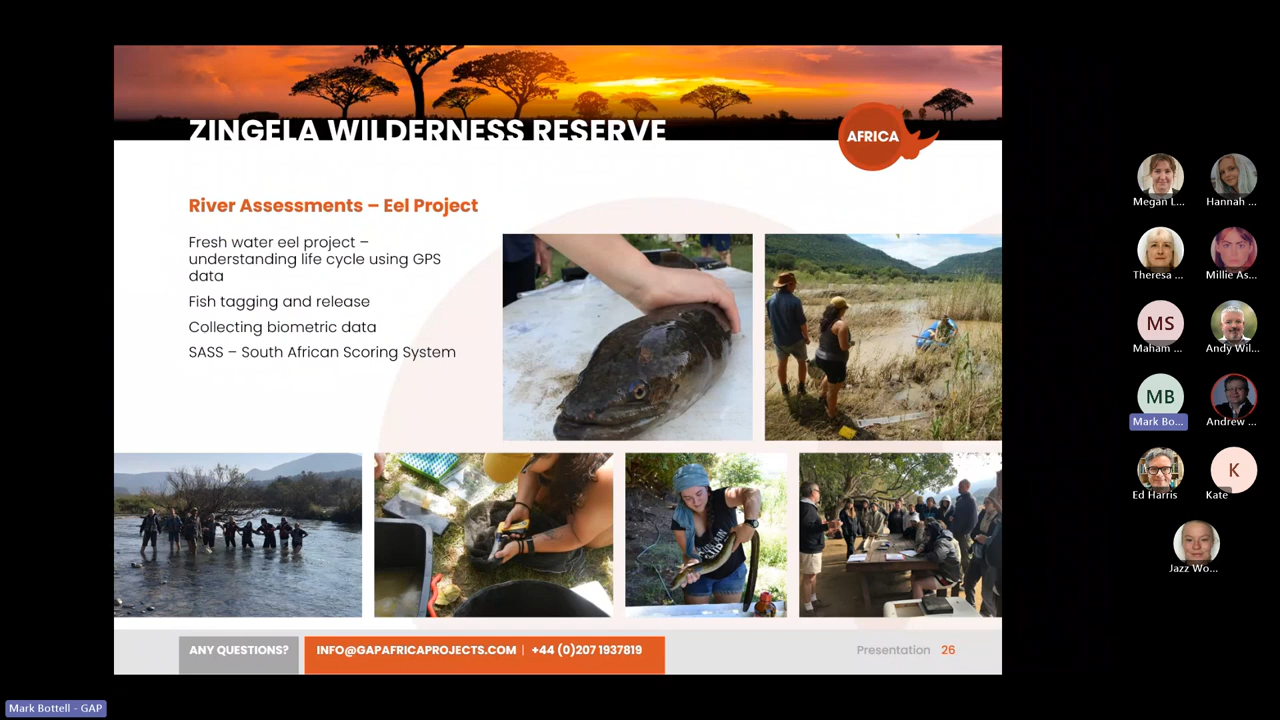 ZINGELA WILDERNESS RESERVE
AFRICA
River Assessments – Eel Project
Fresh water eel project –
understanding life cycle using GPS
data
Fish tagging and release
Collecting biometric data
SASS – South African Scoring System
ANY QUESTIONS?
INFO@GAPAFRICAPROJECTS.COM | +44 (0)207 1937819
Presentation 26
Megan L...
Hannah ...
Theresa ...
Millie As...
MS
Maham ...
Andy Wil...
MB
Mark Bo...
Andrew ...
Ed Harris
K
Kate
Jazz Wo...
Mark Bottell - GAP